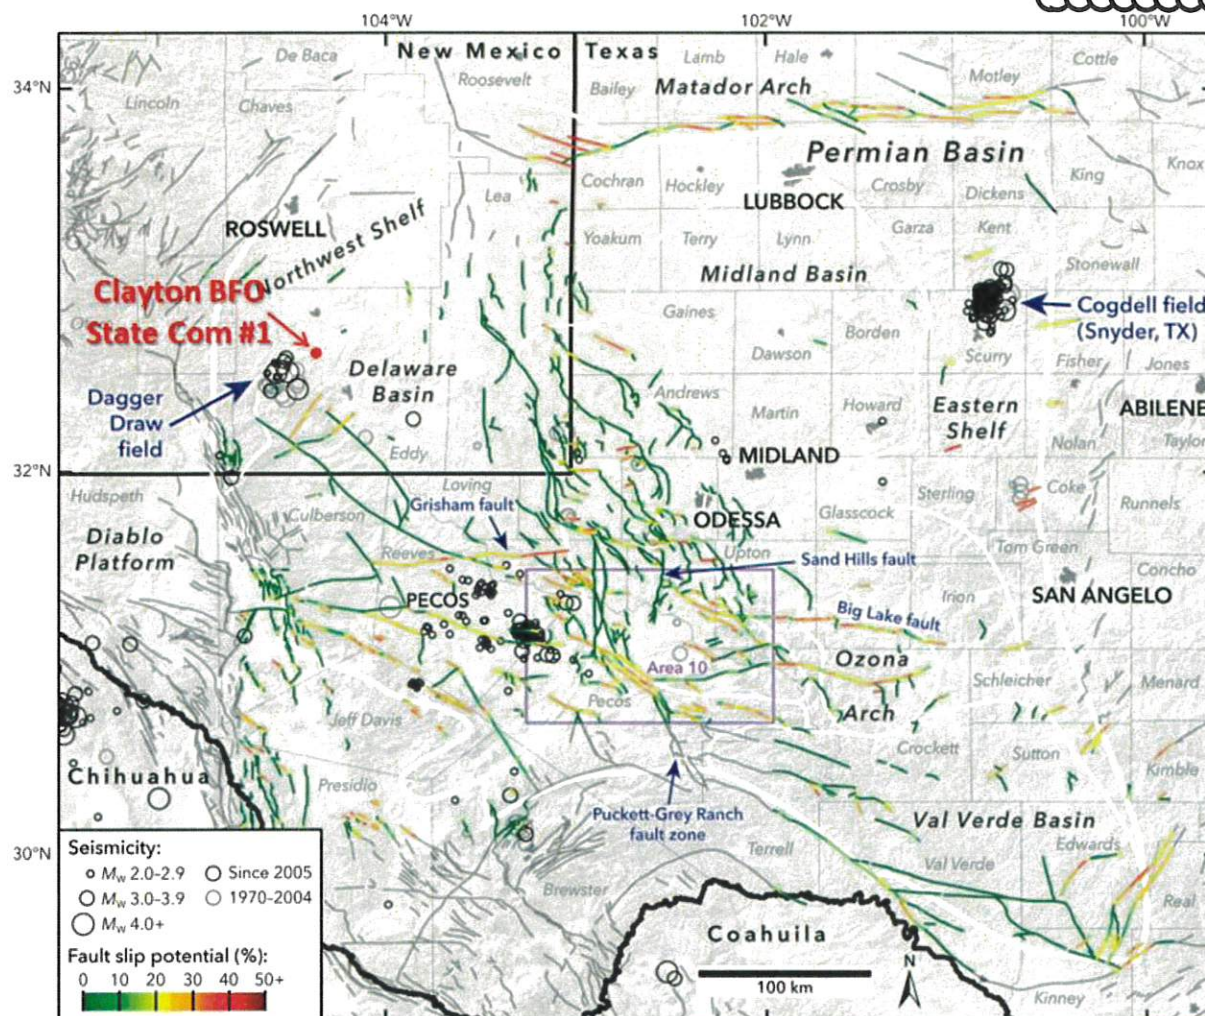 104°W
102°W
100°W
New Mexico
Texas
De Baca
Roosevelt
Lamb
Hale
Motley
Cottle
34°N
Lincoln
Chaves
Bailey
Matador Arch
Permian Basin
Cochran
Hockley
Crosby
Dickens
King
Knox
Lea
LUBBOCK
ROSWELL
Northwest Shelf
Yoakum
Terry
Lynn
Garza
Kent
Stonewall
Midland Basin
Clayton BFO
State Com #1
Gaines
Borden
Cogdell field
(Snyder, TX)
Dawson
Scurry
Fisher
Jones
Delaware
Basin
Dagger
Draw
field
Andrews
Martin
Howard
Eastern
Shelf
ABILENE
Nolan
Taylor
Eddy
MIDLAND
32°N
Hudspeth
Loving
Sterling
Coke
Runnels
Culberson
Grisham fault
ODESSA
Glasscock
Diablo
Platform
Reeves
Upton
Sand Hills fault
Tom Green
Concho
PECOS
Irion
SAN ANGELO
Big Lake fault
Area 10
Ozona
Arch
Pecos
Schleicher
Menard
Jeff Davis
Crockett
Sutton
Kimble
Chihuahua
Presidio
Puckett-Grey Ranch
fault zone
Val Verde Basin
30°N
Terrell
Val Verde
Edwards
Brewster
Real
Coahuila
N
100 km
Kinney
Seismicity:
Mw 2.0-2.9
Since 2005
Mw 3.0-3.9
1970-2004
Mw 4.0+
Fault slip potential (%):
0 10 20 30 40 50+